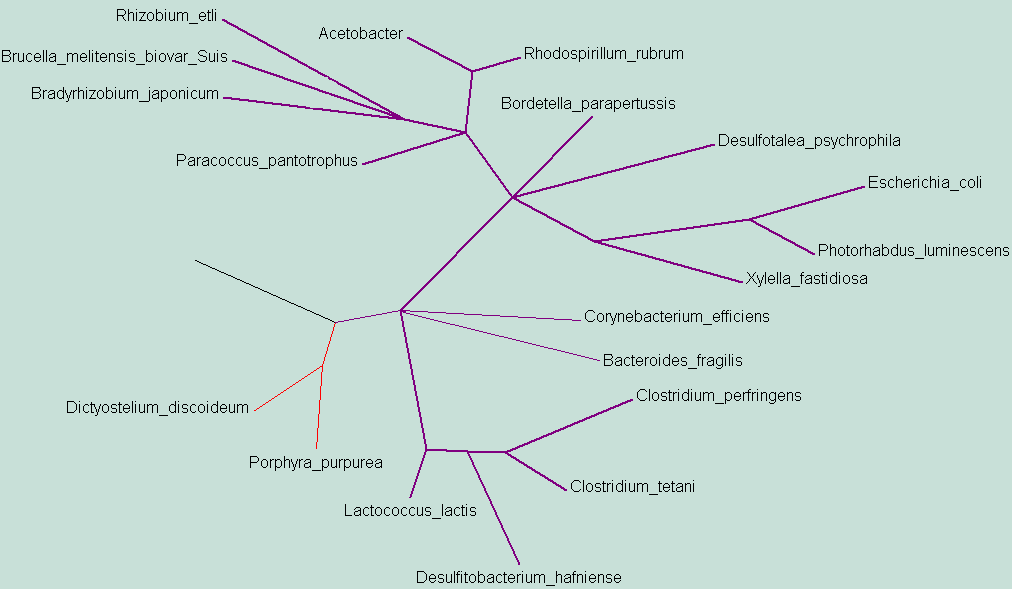 Rhizobium_etli
Acetobacter
Rhodospirillum_rubrum
Brucella_melitensis_biovar_Suis
Bradyrhizobium_japonicum
Bordetella_parapertussis
Desulfotalea_psychrophila
Paracoccus_pantotrophus
Escherichia_coli
Photorhabdus_luminescens
Xylella_fastidiosa
Corynebacterium_efficiens
Bacteroides_fragilis
Clostridium_perfringens
Dictyostelium_discoideum
Porphyra_purpurea
Clostridium_tetani
Lactococcus_lactis
Desulfitobacterium_hafniense